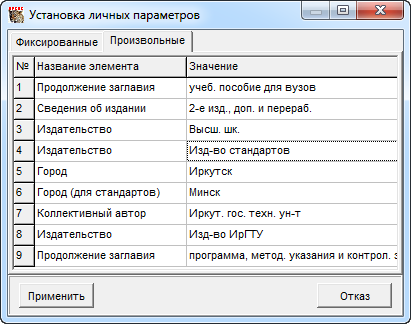 Установка личных параметров
Фиксированные Произвольные
№ Название элемента Значение
1 Продолжение заглавия учеб. пособие для вузов
2 Сведения об издании 2-е изд., доп. и перераб.
3 Издательство Высш. шк.
4 Издательство Изд-во стандартов
5 Город Иркутск
6 Город (для стандартов) Минск
7 Коллективный автор Иркут. гос. техн. ун-т
8 Издательство Изд-во ИрГТУ
9 Продолжение заглавия программа, метод. указания и контрол. з
Применить Отказ